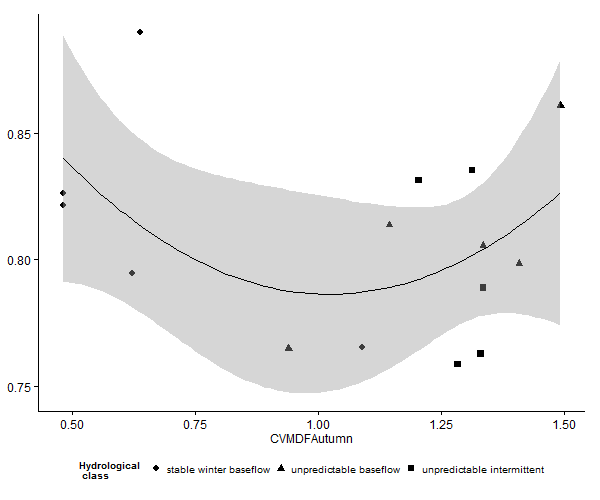 0.85
0.80
0.75
0.50 0.75 1.00 1.25 1.50
CVMDFAutumn
Hydrological
class
stable winter baseflow unpredictable baseflow unpredictable intermittent